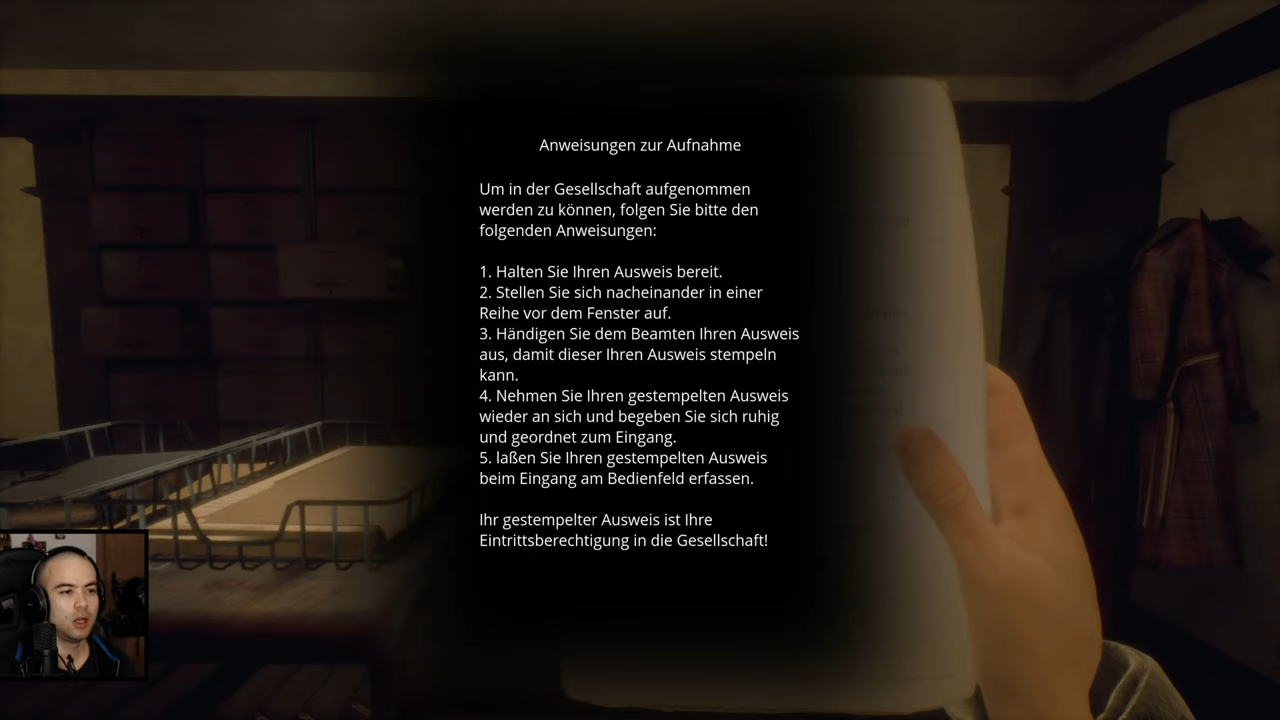 Anweisungen zur Aufnahme
Um in der Gesellschaft aufgenommen
werden zu können, folgen Sie bitte den
folgenden Anweisungen:
1. Halten Sie Ihren Ausweis bereit.
2. Stellen Sie sich nacheinander in einer
Reihe vor dem Fenster auf.
3. Händigen Sie dem Beamten Ihren Ausweis
aus, damit dieser Ihren Ausweis stempeln
kann.
4. Nehmen Sie Ihren gestempelten Ausweis
wieder an sich und begeben Sie sich ruhig
und geordnet zum Eingang.
5. laßen Sie Ihren gestempelten Ausweis
beim Eingang am Bedienfeld erfassen.
Ihr gestempelter Ausweis ist Ihre
Eintrittsberechtigung in die Gesellschaft!